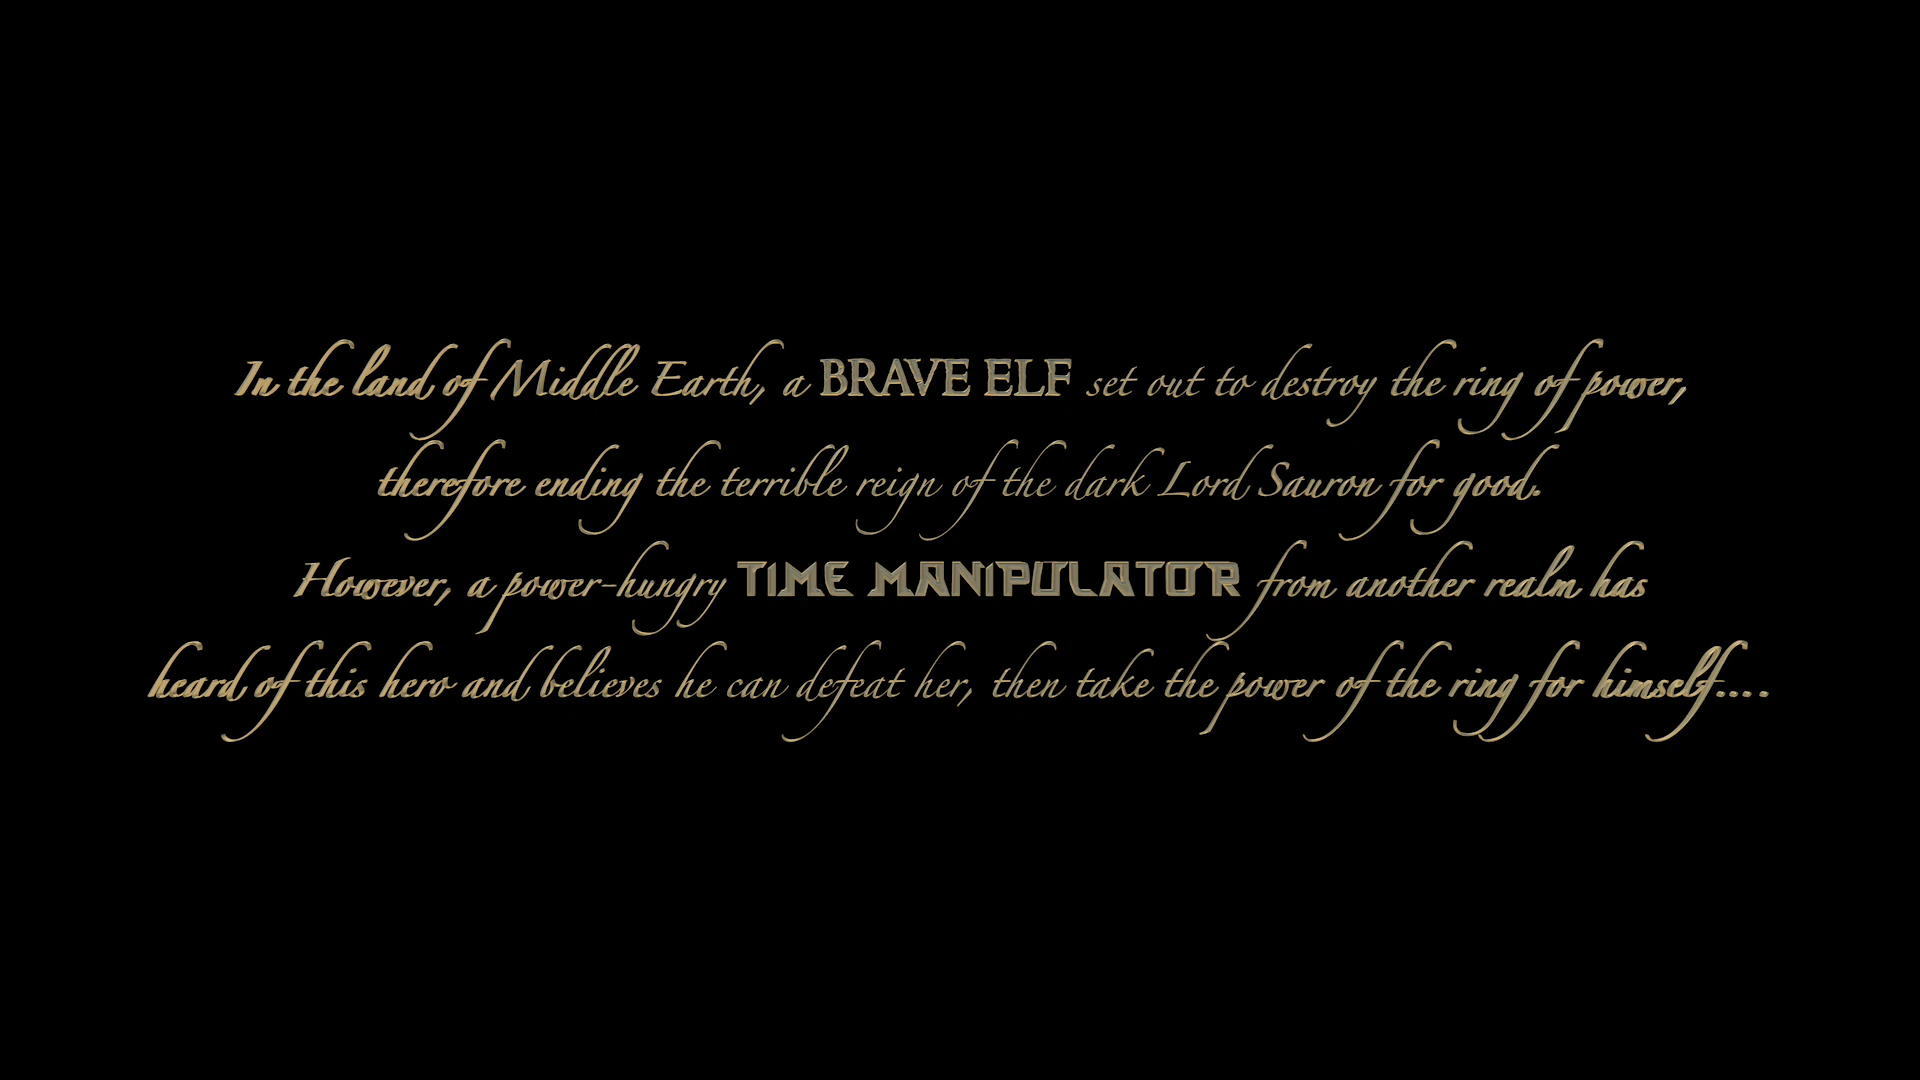 In the land of Middle Earth, a BRAVE ELF set out to destroy the ring of power,
therefore ending the terrible reign of the dark Lord Sauron for good.
However, a power-hungry TIME MANIPULATOR from another realm has
heard of this hero and believes he can defeat her, then take the power of the ring for himself....